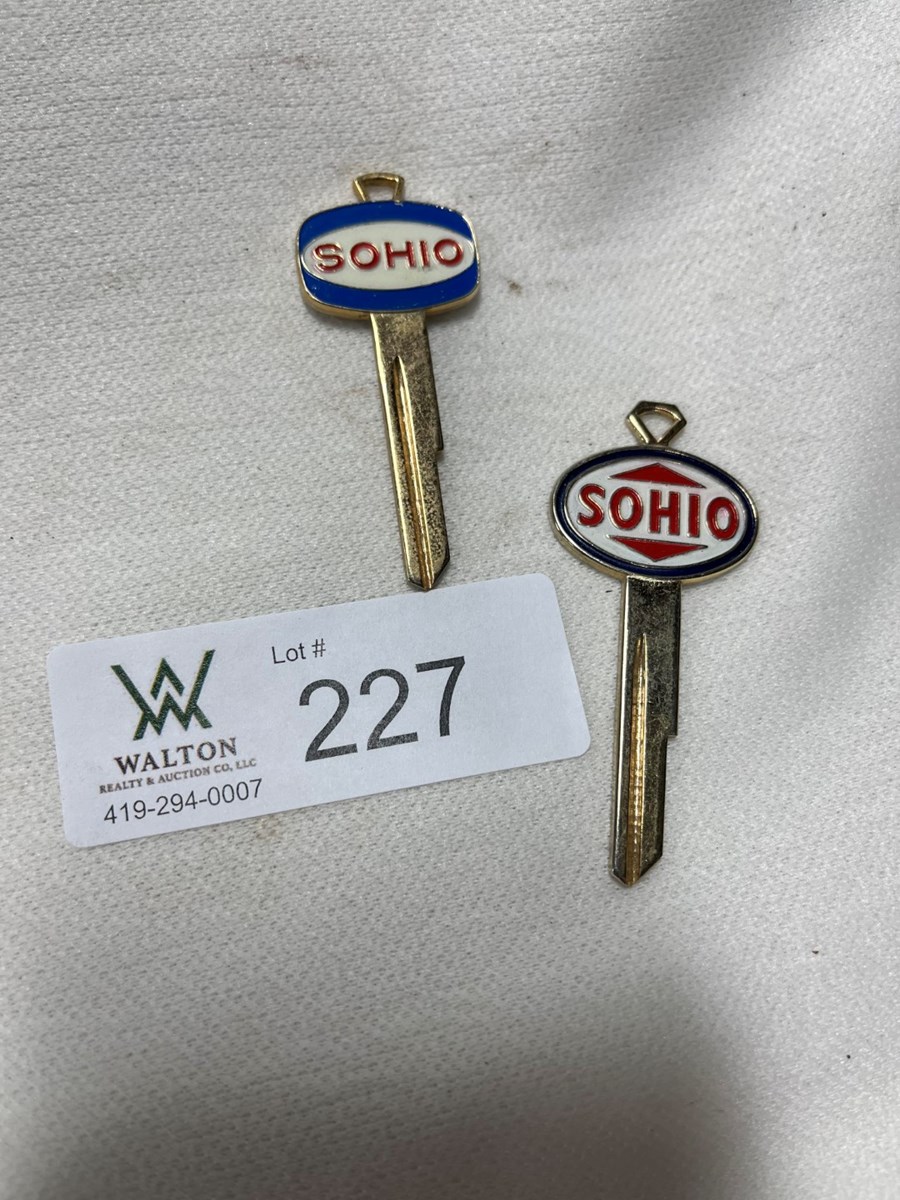 SOHIO
SOHIO
Lot #
227
WALTON
REALTY & AUCTION CO, LLC
419-294-0007